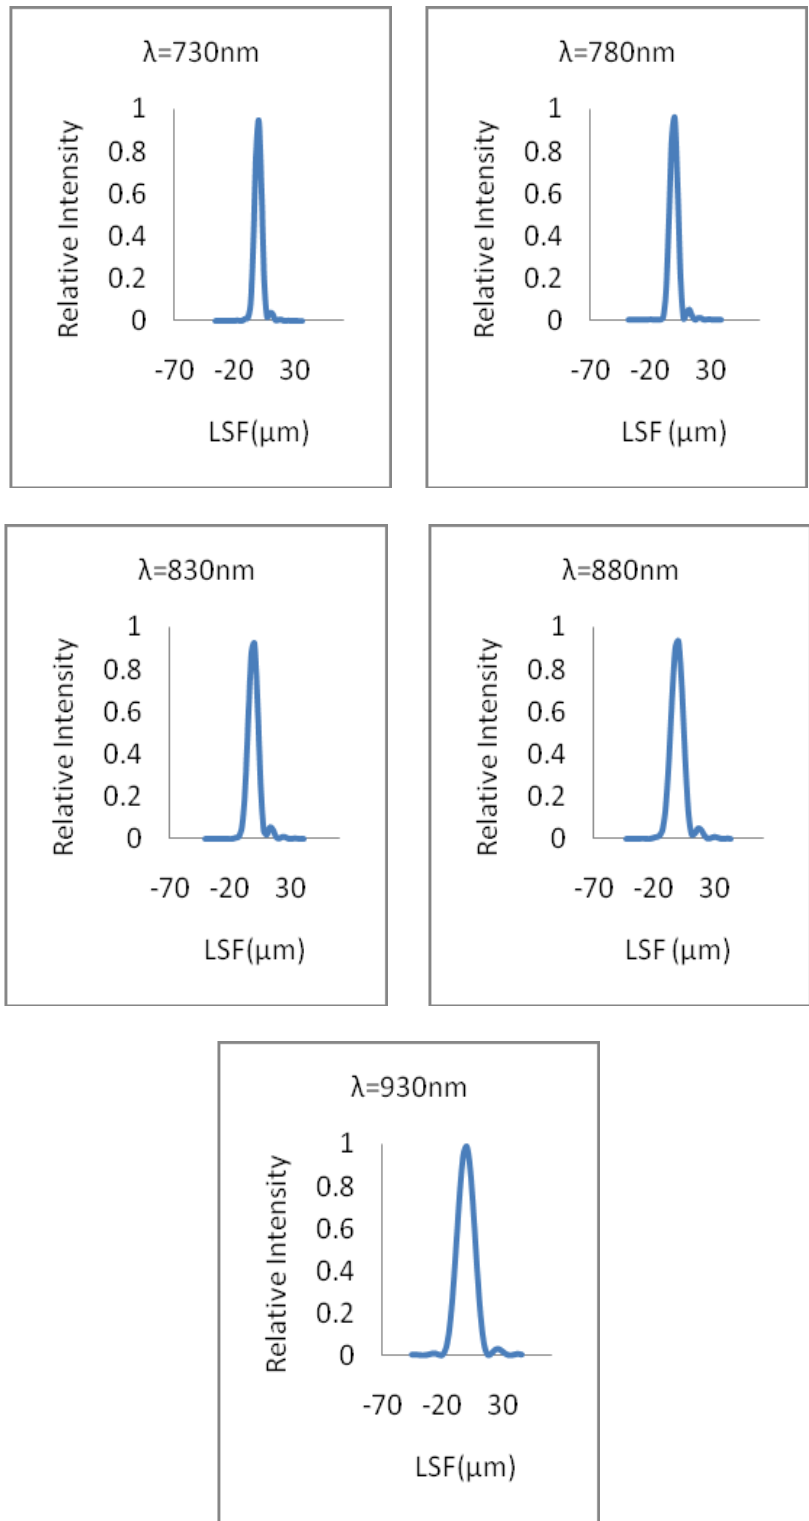 λ=730nm
Relative Intensity
1
0.8
0.6
0.4
0.2
0
-70 -20 30
LSF(μm)
λ=780nm
Relative Intensity
1
0.8
0.6
0.4
0.2
0
-70 -20 30
LSF (μm)
λ=830nm
Relative Intensity
1
0.8
0.6
0.4
0.2
0
-70 -20 30
LSF(μm)
λ=880nm
Relative Intensity
1
0.8
0.6
0.4
0.2
0
-70 -20 30
LSF (μm)
λ=930nm
Relative Intensity
1
0.8
0.6
0.4
0.2
0
-70 -20 30
LSF(μm)